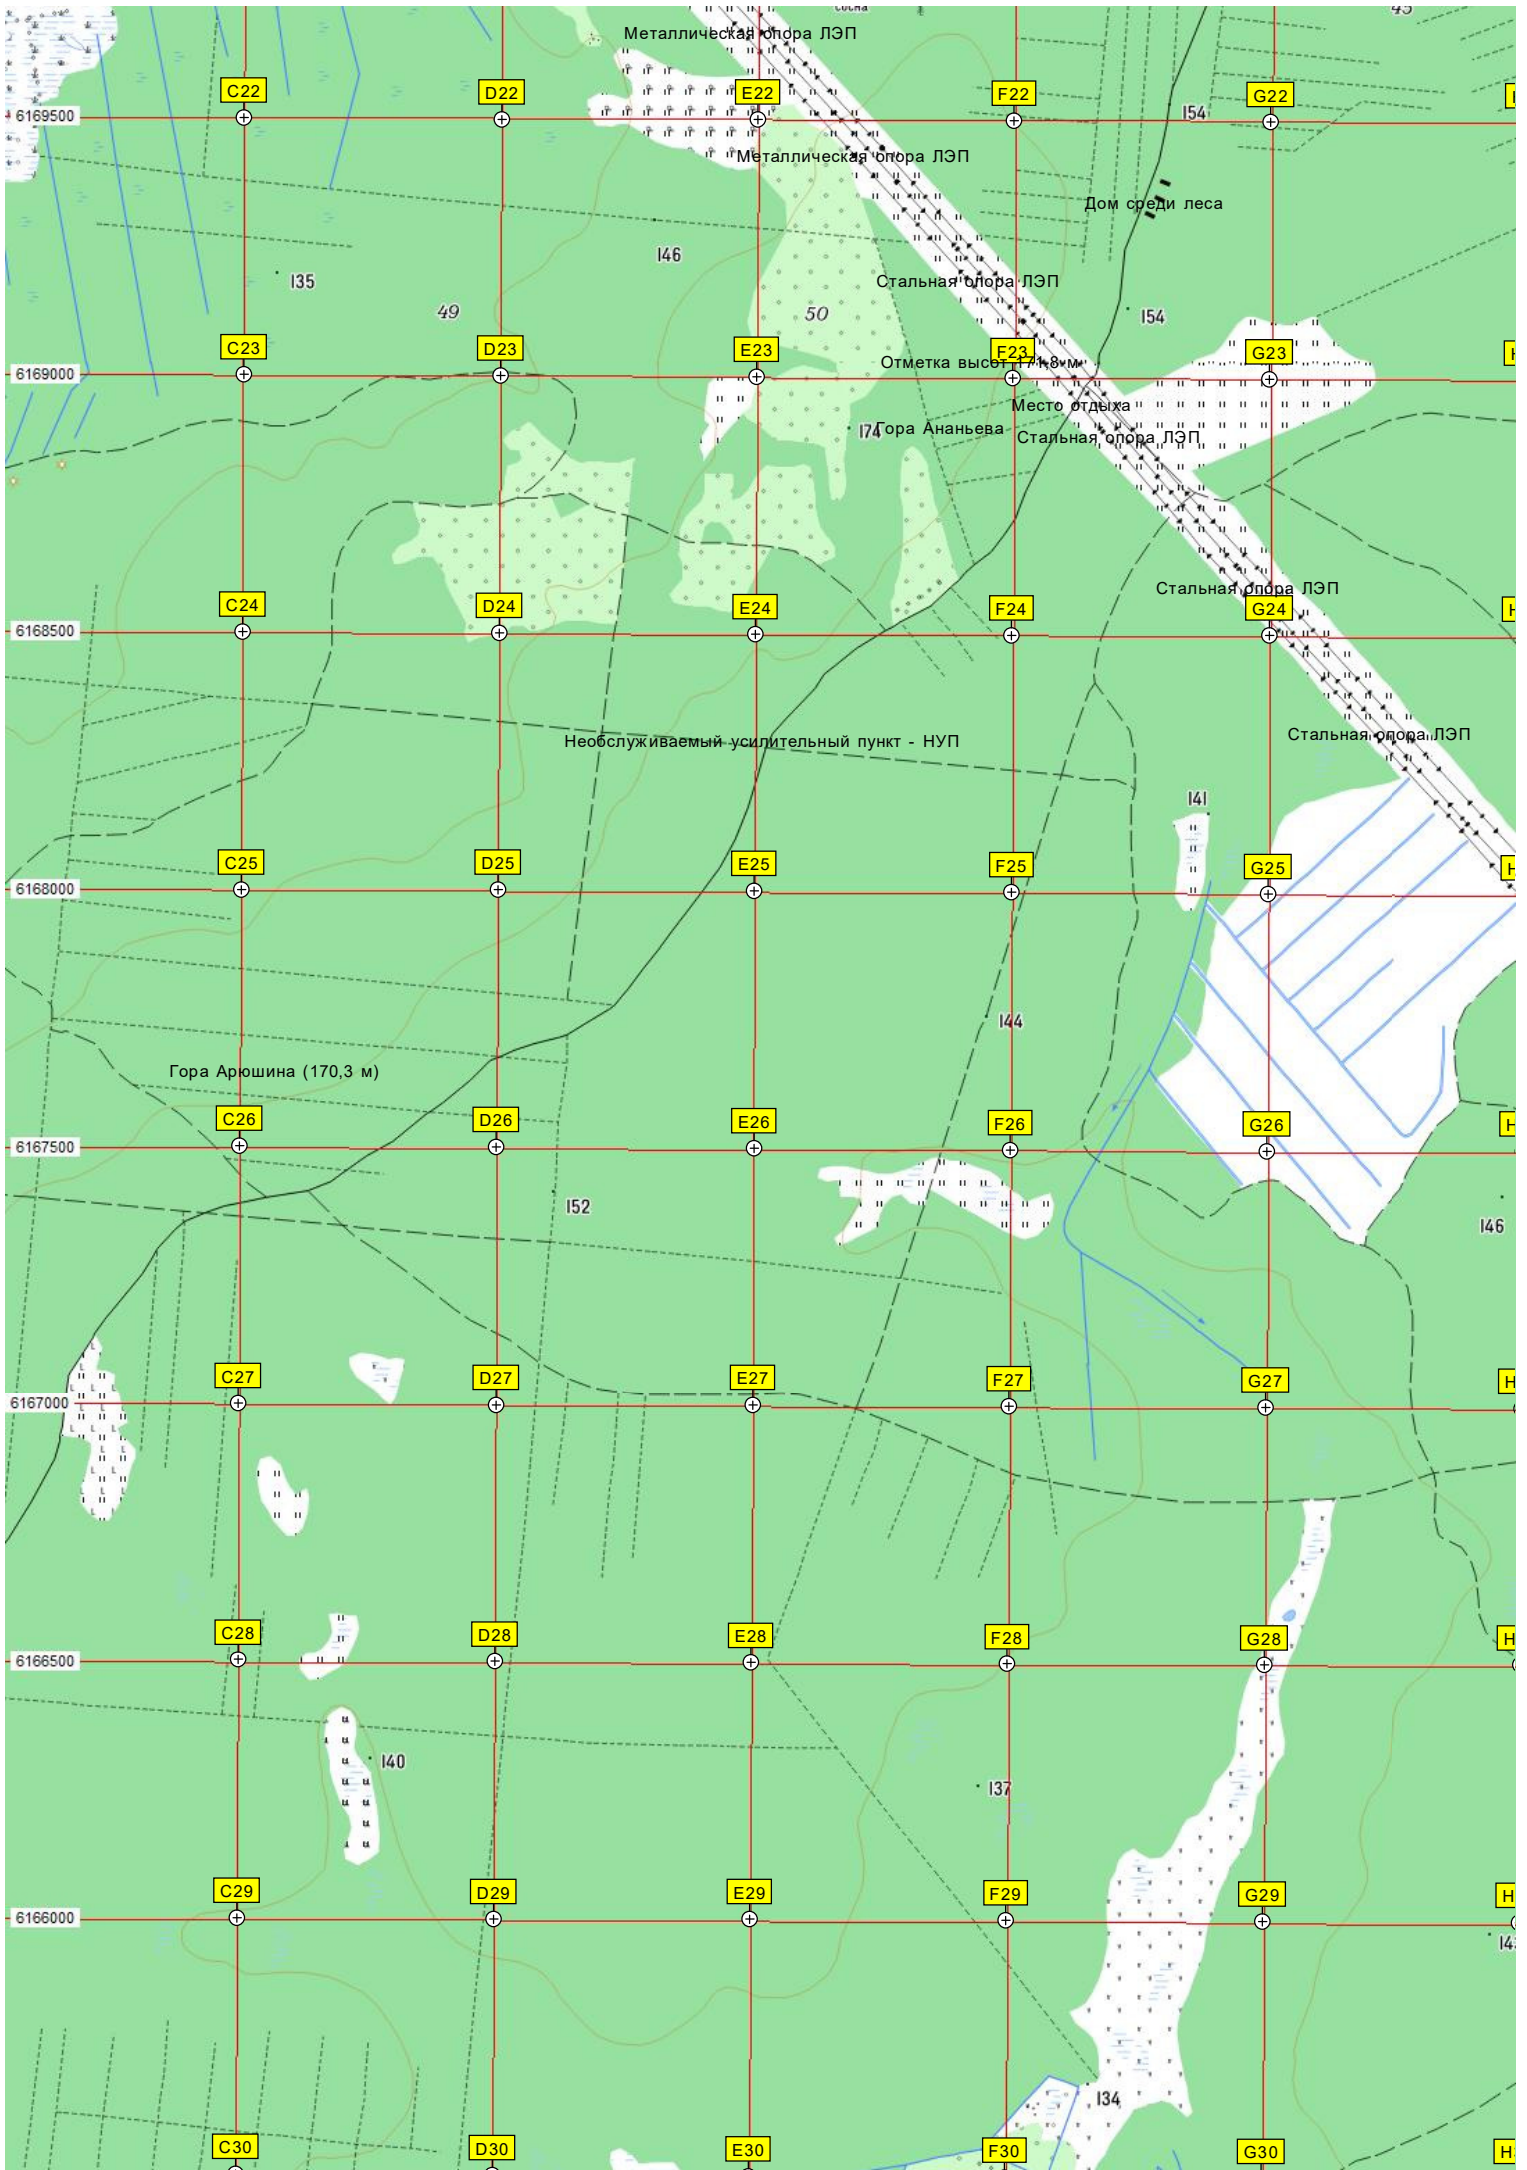 45
Металлическая опора ЛЭП
C22
D22
E22
F22
G22
6169500
154
Металлическая опора ЛЭП
Дом среди леса
146
135
Стальная опора ЛЭП
49
50
154
C23
D23
E23
F23
G23
Отметка высот 171,8 м
6169000
Место отдыха
174
Гора Ананьева
Стальная опора ЛЭП
Стальная опора ЛЭП
C24
D24
E24
F24
G24
6168500
Необслуживаемый усилительный пункт - НУП
Стальная опора ЛЭП
141
C25
D25
E25
F25
G25
6168000
144
Гора Арюшина (170,3 м)
C26
D26
E26
F26
G26
6167500
152
146
C27
D27
E27
F27
G27
6167000
C28
D28
E28
F28
G28
6166500
140
137
C29
D29
E29
F29
G29
6166000
134
C30
D30
E30
F30
G30